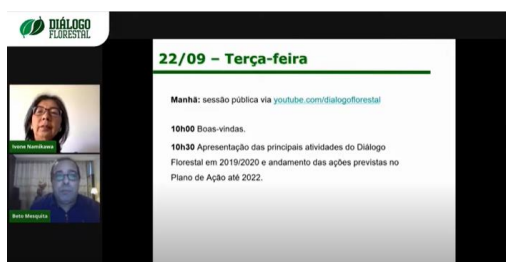 DIÁLOGO
FLORESTAL
22/09 – Terça-feira
Manhã: sessão pública via youtube.com/dialogoflorestal
10h00 Boas-vindas.
10h30 Apresentação das principais atividades do Diálogo
Florestal em 2019/2020 e andamento das ações previstas no
Plano de Ação até 2022.
Ivone Namikawa
Beto Mesquita